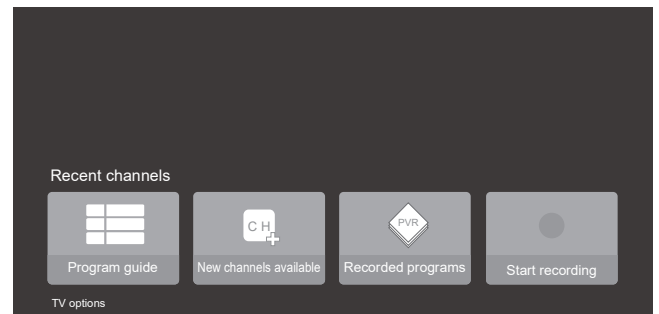 Recent channels
C H
PVR
Program guide
New channels available
Recorded programs
Start recording
TV options